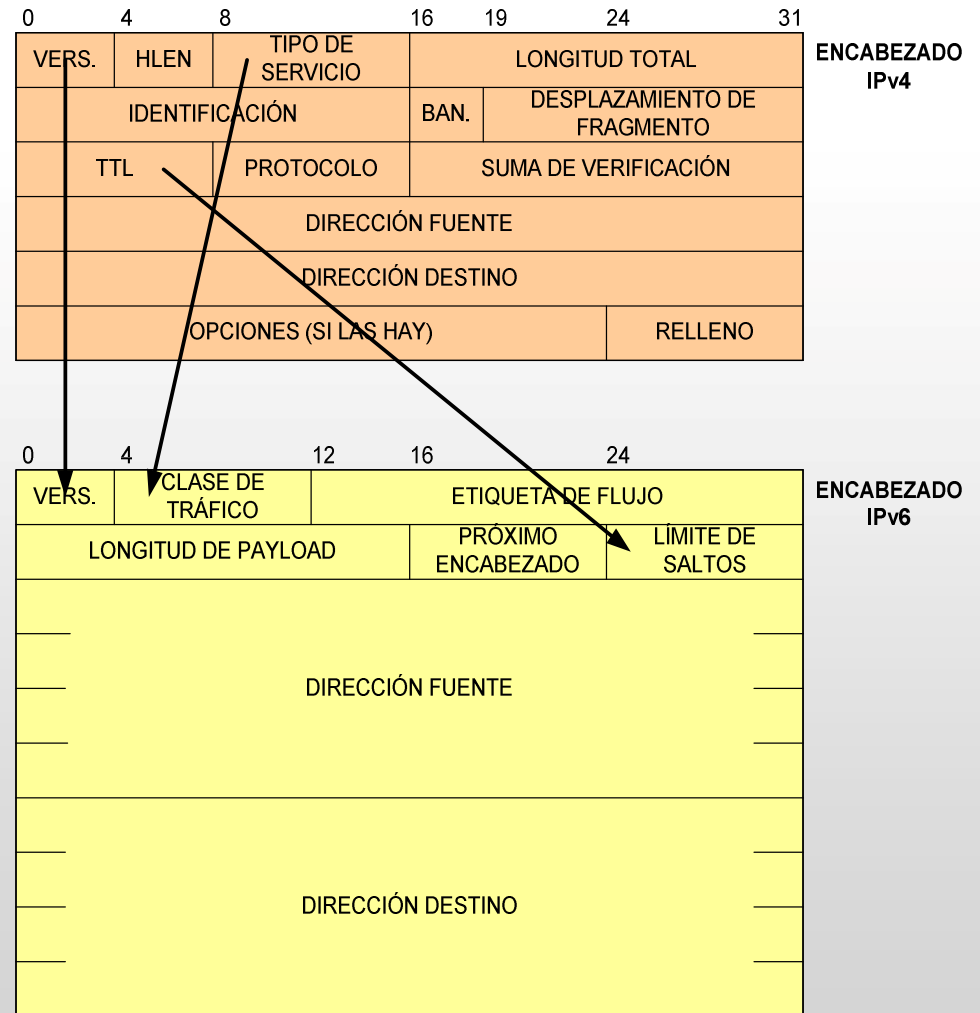 0 4 8 16 19 24 31
VERS. HLEN TIPO DE SERVICIO LONGITUD TOTAL
ENCABEZADO
IPv4
IDENTIFICACIÓN BAN. DESPLAZAMIENTO DE FRAGMENTO
TTL PROTOCOLO SUMA DE VERIFICACIÓN
DIRECCIÓN FUENTE
DIRECCIÓN DESTINO
OPCIONES (SI LAS HAY) RELLENO
0 4 12 16 24
VERS. CLASE DE TRÁFICO ETIQUETA DE FLUJO
ENCABEZADO
IPv6
LONGITUD DE PAYLOAD PRÓXIMO ENCABEZADO LÍMITE DE SALTOS
DIRECCIÓN FUENTE
DIRECCIÓN DESTINO